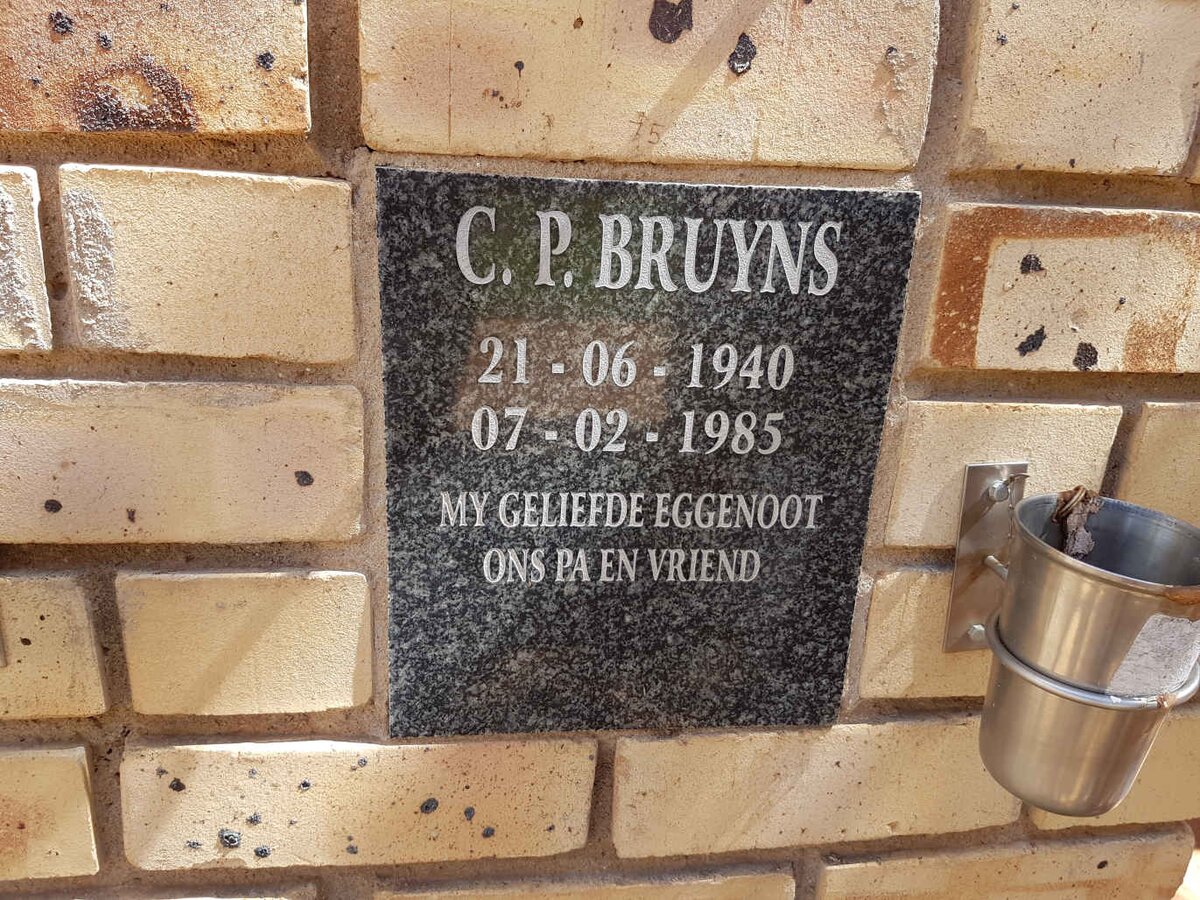 C. P. BRUYNS
21 - 06 - 1940
07 - 02 - 1985
MY GELIEFDE EGGENOOT
ONS PA EN VRIEND